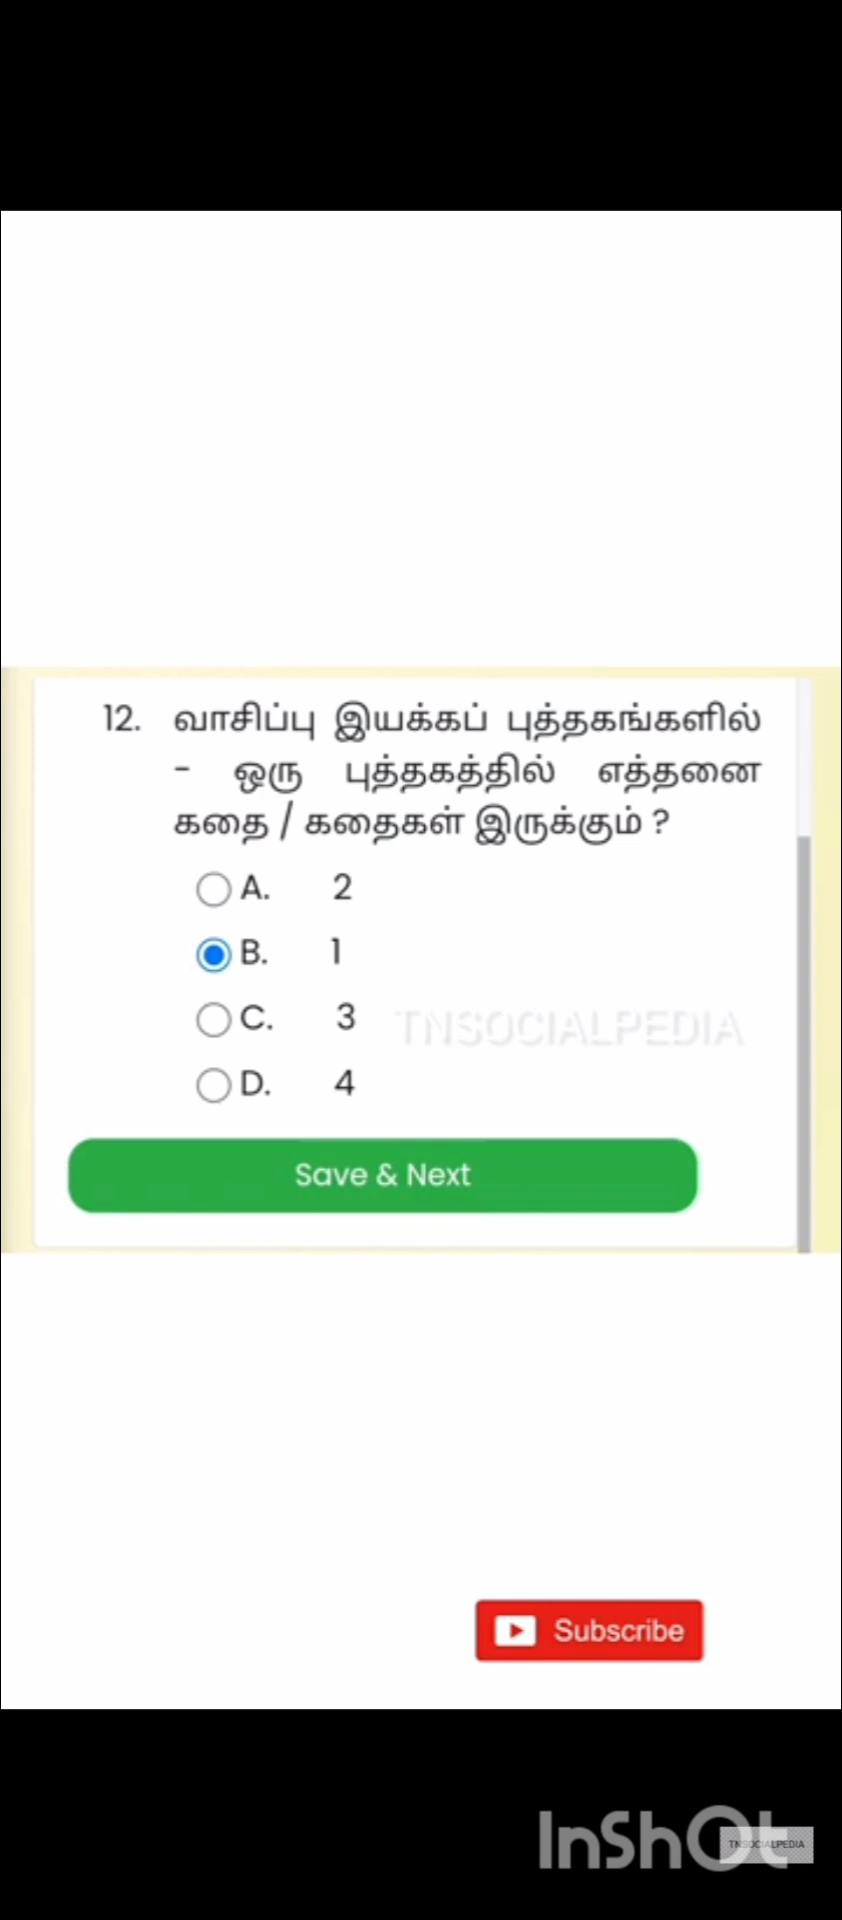 12. வாசிப்பு இயக்கப் புத்தகங்களில்
- ஒரு புத்தகத்தில் எத்தனை
கதை / கதைகள் இருக்கும் ?
A. 2
B. 1
C. 3
TNSOCIALPEDIA
D. 4
Save & Next
Subscribe
InShOt
TNSOCIALPEDIA